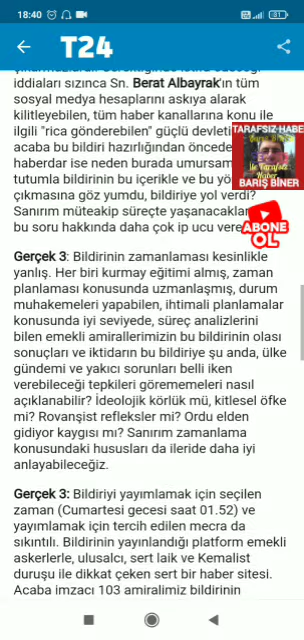 18:40
81
T24
iddiaları sızınca Sn. Berat Albayrak'ın tüm
sosyal medya hesaplarını askıya alarak
kilitleyebilen, tüm haber kanallarına konu ile
ilgili "rica gönderebilen" güçlü devleti
acaba bu bildiri hazırlığından öncede
haberdar ise neden burada umursam
tutumla bildirinin bu içerikle ve bu yö
çıkmasına göz yumdu, bildiriye yol verdi?
Sanırım müteakip süreçte yaşanacaklar
bu soru hakkında daha çok ip ucu vere
TARAFSIZ HABE
ile Tarafsız
Haber
BARIŞ BİNER
ABONE
OL
Gerçek 3: Bildirinin zamanlaması kesinlikle
yanlış. Her biri kurmay eğitimi almış, zaman
planlaması konusunda uzmanlaşmış, durum
muhakemeleri yapabilen, ihtimali planlamalar
konusunda iyi seviyede, süreç analizlerini
bilen emekli amirallerimizin bu bildirinin olası
sonuçları ve iktidarın bu bildiriye şu anda, ülke
gündemi ve yakıcı sorunları belli iken
verebileceği tepkileri görememeleri nasıl
açıklanabilir? İdeolojik körlük mü, kitlesel öfke
mi? Rovanşist refleksler mi? Ordu elden
gidiyor kaygısı mı? Sanırım zamanlama
konusundaki hususları da ileride daha iyi
anlayabileceğiz.
Gerçek 3: Bildiriyi yayımlamak için seçilen
zaman (Cumartesi gecesi saat 01.52) ve
yayımlamak için tercih edilen mecra da
sıkıntılı. Bildirinin yayınlandığı platform emekli
askerlerle, ulusalcı, sert laik ve Kemalist
duruşu ile dikkat çeken sert bir haber sitesi.
Acaba imzacı 103 amiralimiz bildirinin